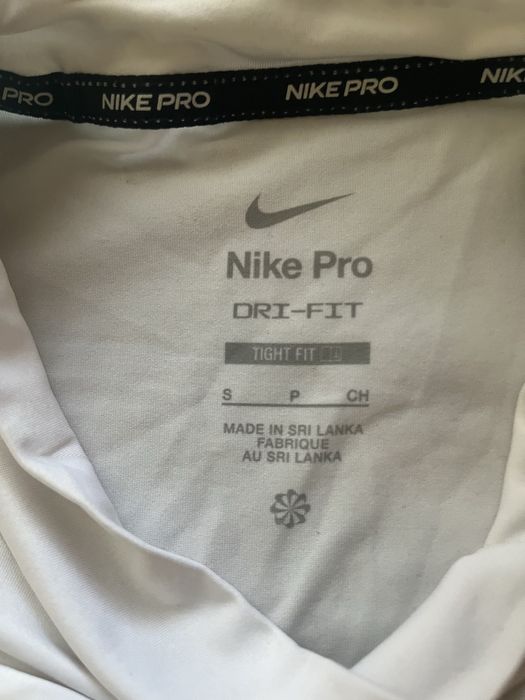 PRO NIKE PRO NIKE PRO NIK
Nike Pro
DRI-FIT
TIGHT FIT
S P CH
MADE IN SRI LANKA
FABRIQUE
AU SRI LANKA